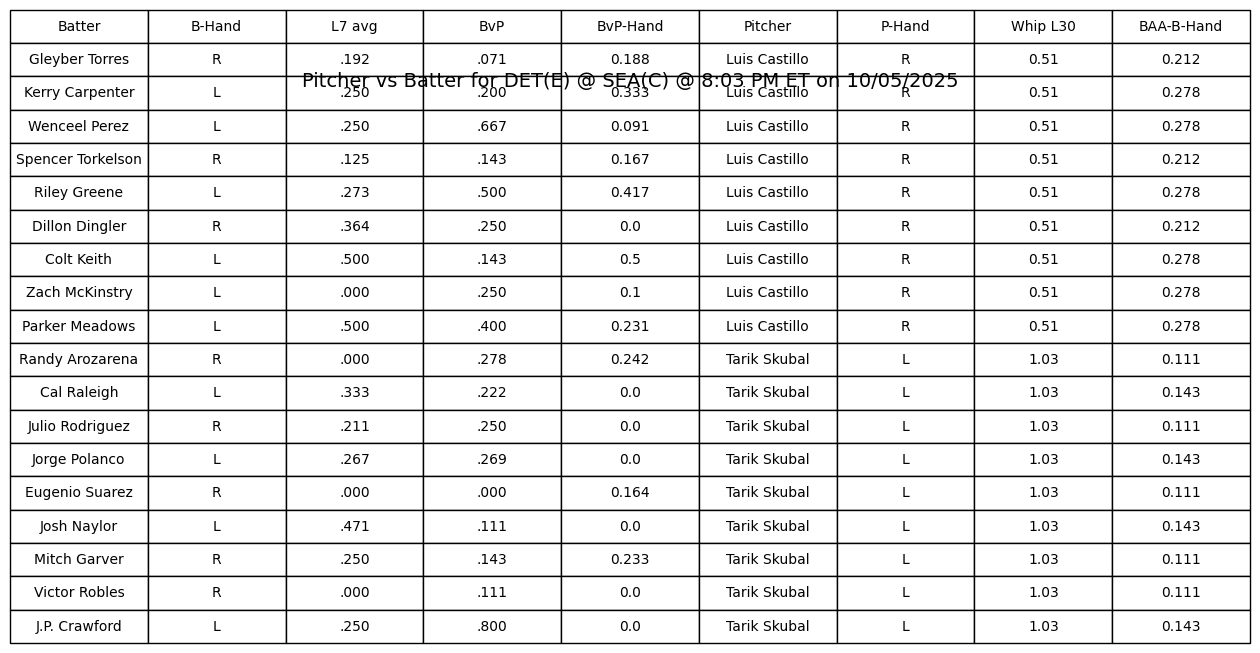 Batter B-Hand L7 avg BvP BvP-Hand Pitcher P-Hand Whip L30 BAA-B-Hand
Gleyber Torres R .192 .071 0.188 Luis Castillo R 0.51 0.212
Pitcher vs Batter for DET(E) @ SEA(C) @ 8:03 PM ET on 10/05/2025
Kerry Carpenter L .250 .200 0.333 Luis Castillo R 0.51 0.278
Wenceel Perez L .250 .667 0.091 Luis Castillo R 0.51 0.278
Spencer Torkelson R .125 .143 0.167 Luis Castillo R 0.51 0.212
Riley Greene L .273 .500 0.417 Luis Castillo R 0.51 0.278
Dillon Dingler R .364 .250 0.0 Luis Castillo R 0.51 0.212
Colt Keith L .500 .143 0.5 Luis Castillo R 0.51 0.278
Zach McKinstry L .000 .250 0.1 Luis Castillo R 0.51 0.278
Parker Meadows L .500 .400 0.231 Luis Castillo R 0.51 0.278
Randy Arozarena R .000 .278 0.242 Tarik Skubal L 1.03 0.111
Cal Raleigh L .333 .222 0.0 Tarik Skubal L 1.03 0.143
Julio Rodriguez R .211 .250 0.0 Tarik Skubal L 1.03 0.111
Jorge Polanco L .267 .269 0.0 Tarik Skubal L 1.03 0.143
Eugenio Suarez R .000 .000 0.164 Tarik Skubal L 1.03 0.111
Josh Naylor L .471 .111 0.0 Tarik Skubal L 1.03 0.143
Mitch Garver R .250 .143 0.233 Tarik Skubal L 1.03 0.111
Victor Robles R .000 .111 0.0 Tarik Skubal L 1.03 0.111
J.P. Crawford L .250 .800 0.0 Tarik Skubal L 1.03 0.143